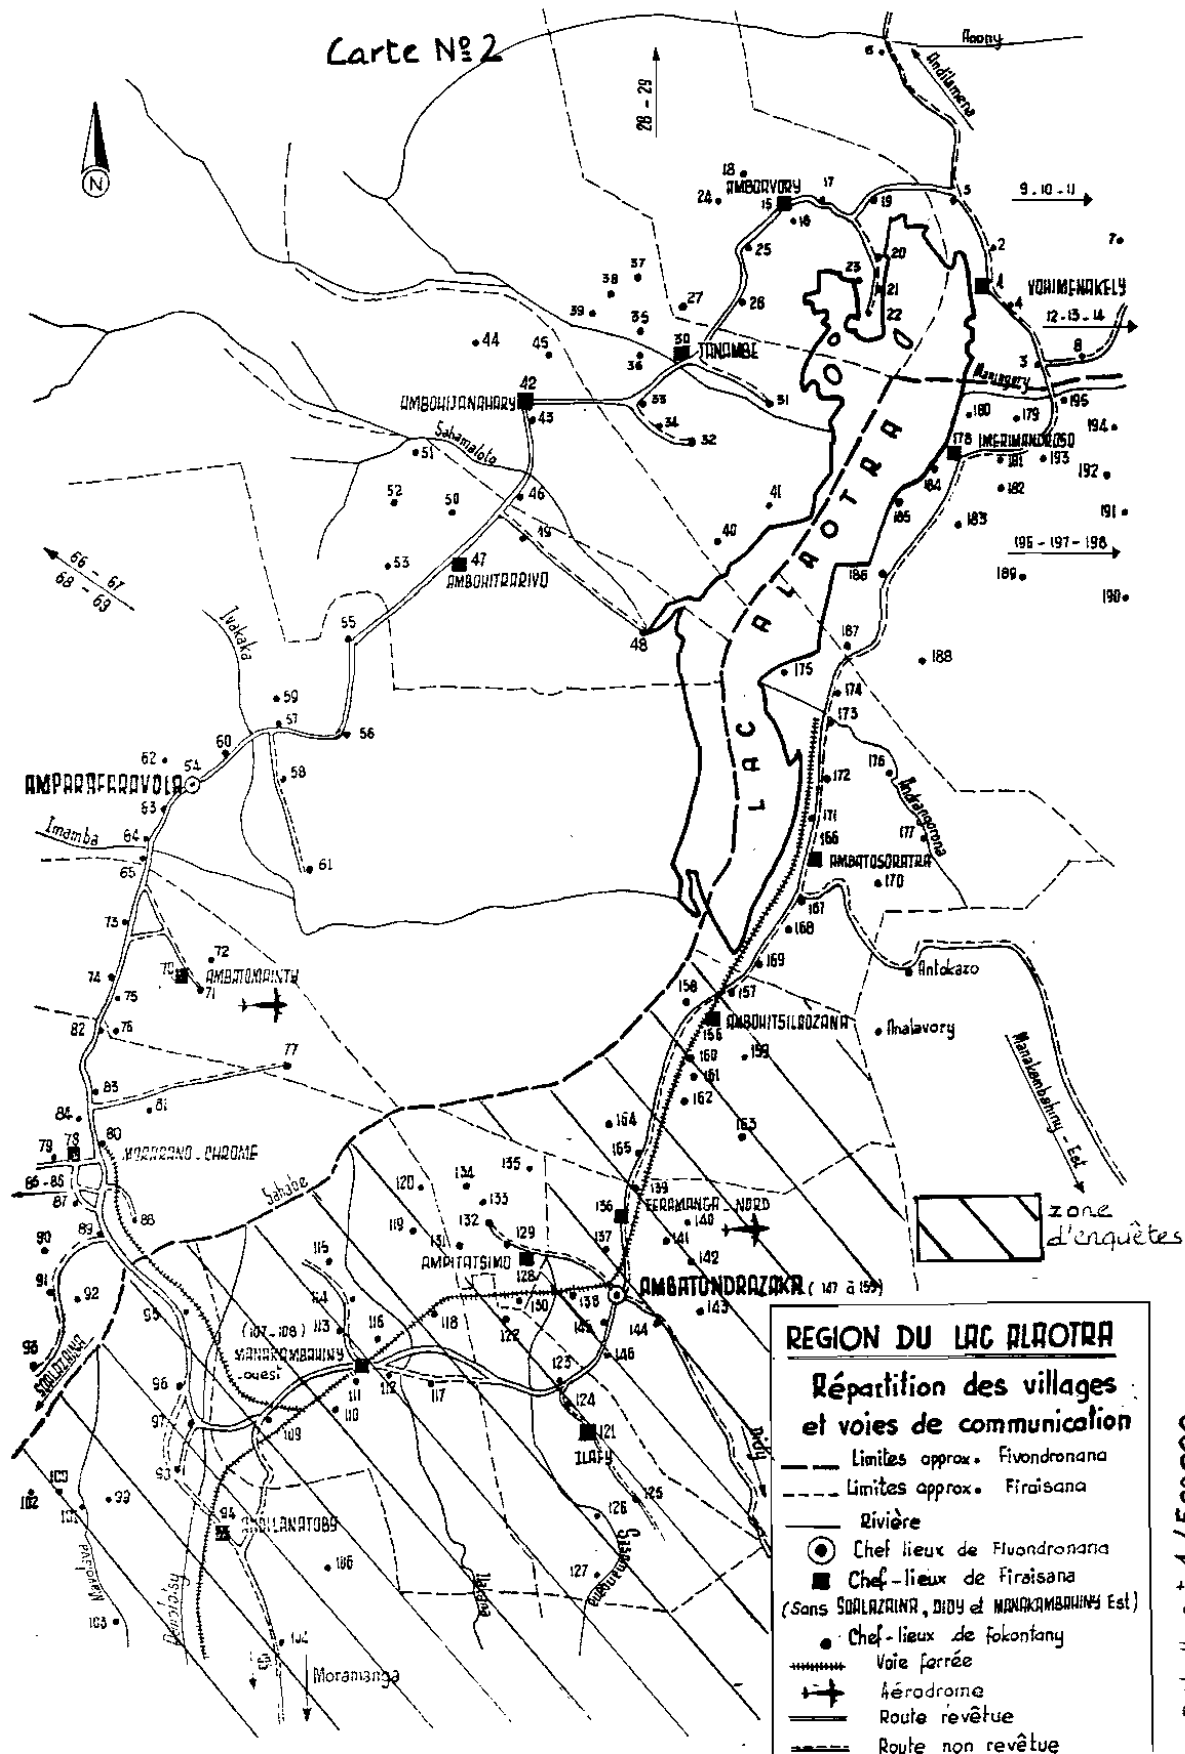 Carte Nº 2
Anony
6
Andilamena
28 - 29
N
18
24
AMBOAVORY
17
15
16
19
5
9 - 10 - 11
2
7
25
20
23
21
22
1
VOHIMENAKELY
4
12 - 13 - 14
8
3
37
38
39
27
26
35
36
30
TANAMBE
44
45
42
AMBOHIJANAHARY
43
33
34
32
31
Maningory
195
180
179
194
178
IMERIMANDROSO
181
193
182
192
184
185
183
191
196 - 197 - 198
189
190
186
Sahamaloto
51
52
50
46
49
41
40
53
47
AMBOHITRARIVO
66 - 67
68 - 69
Ivakaka
55
48
187
188
175
174
173
LAC ALAOTRA
59
57
56
60
62
54
AMPARAFARAVOLA
58
63
64
Imamba
65
61
172
176
Andrangorona
171
177
166
AMBATOSORATRA
170
167
168
169
73
72
70
AMBATOMAINTY
71
74
75
82
76
77
Antokazo
158
157
AMBOHITSILAOZANA
156
Analavory
160
159
161
162
Manakambahiny - Est
83
84
81
80
79
78
MORARANO - CHROME
85 - 86
87
88
89
90
91
92
98
SOALAZAINA
164
163
165
135
134
133
120
119
132
131
129
139
136
FERAMANGA - NORD
140
137
141
142
AMPITATSIMO
128
AMBATONDRAZAKA (147 à 155)
130
138
143
122
145
144
146
Sahabe
115
114
113
116
118
(107 - 108)
MANAKAMBAHINY
- ouest
95
96
97
93
111
112
110
117
109
123
124
121
ILAFY
125
126
127
Didy
zone
d'enquêtes
100
102
101
99
94
ANDILANATOBY
106
103
104
Moramanga
REGION DU LAC ALAOTRA
Répartition des villages
et voies de communication
Limites approx. Fivondronana
Limites approx. Firaisana
Rivière
Chef lieux de Fivondronana
Chef-lieux de Firaisana
(Sans SOALAZAINA, DIDY et MANAKAMBAHINY Est)
Chef-lieux de fokontany
Voie ferrée
Aérodrome
Route revêtue
Route non revêtue